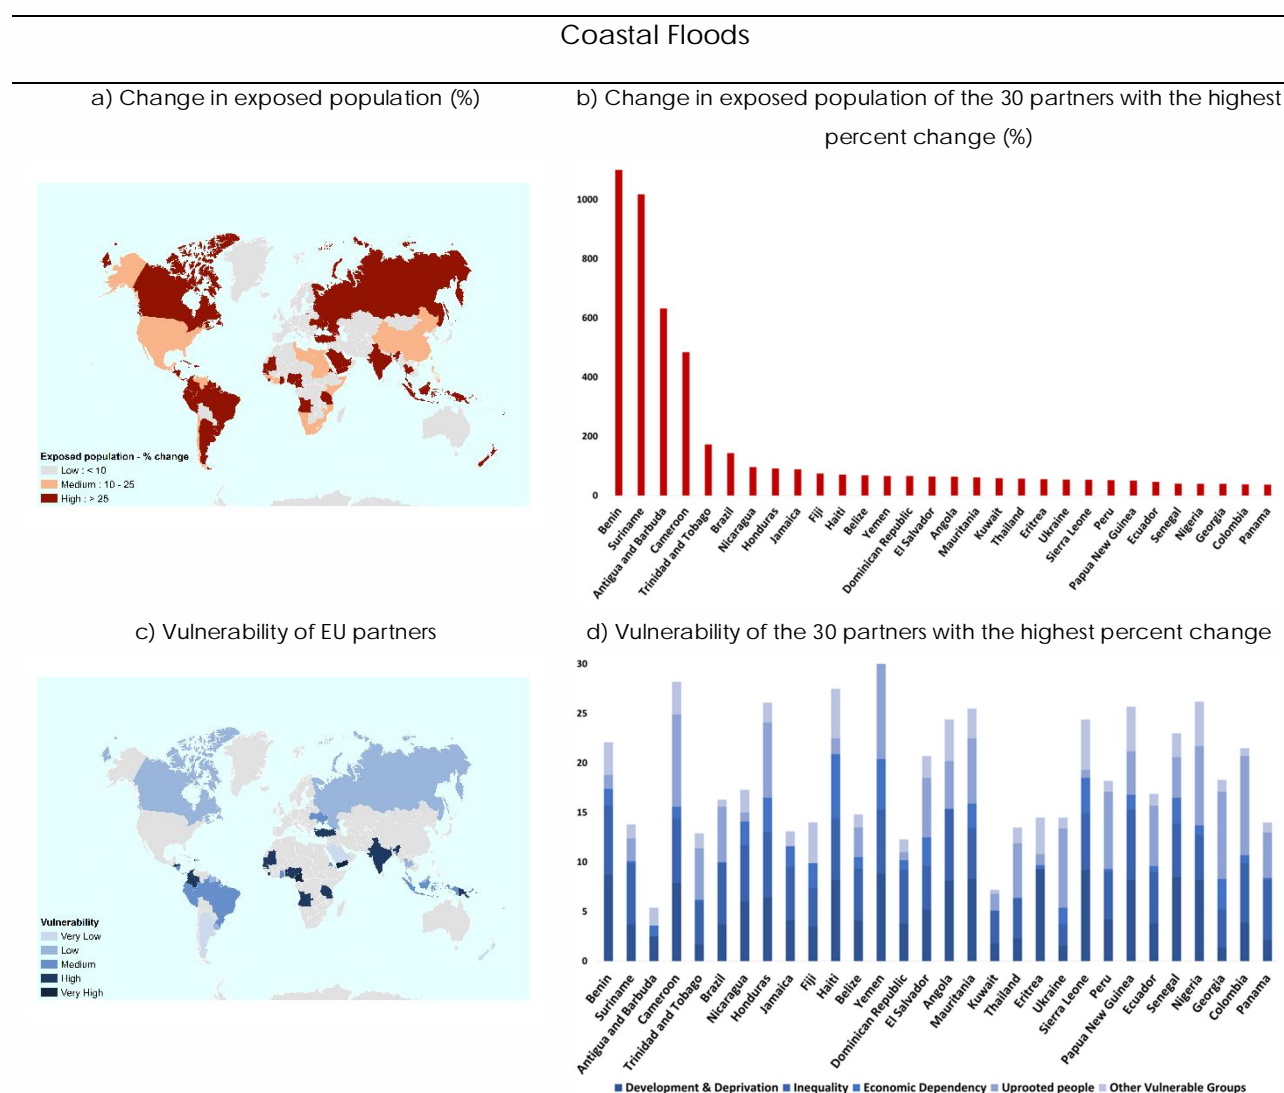 Coastal Floods
a) Change in exposed population (%)
b) Change in exposed population of the 30 partners with the highest
percent change (%)
Exposed population - % change
Low : < 10
Medium : 10 - 25
High : > 25
1000
800
600
400
200
0
Benin
Suriname
Antigua and Barbuda
Cameroon
Trinidad and Tobago
Brazil
Nicaragua
Honduras
Jamaica
Fiji
Haiti
Belize
Yemen
Dominican Republic
El Salvador
Angola
Mauritania
Kuwait
Thailand
Eritrea
Ukraine
Sierra Leone
Peru
Papua New Guinea
Ecuador
Senegal
Nigeria
Georgia
Colombia
Panama
c) Vulnerability of EU partners
d) Vulnerability of the 30 partners with the highest percent change
Vulnerability
Very Low
Low
Medium
High
Very High
30
25
20
15
10
5
0
Benin
Suriname
Antigua and Barbuda
Cameroon
Trinidad and Tobago
Brazil
Nicaragua
Honduras
Jamaica
Fiji
Haiti
Belize
Yemen
Dominican Republic
El Salvador
Angola
Mauritania
Kuwait
Thailand
Eritrea
Ukraine
Sierra Leone
Peru
Papua New Guinea
Ecuador
Senegal
Nigeria
Georgia
Colombia
Panama
Development & Deprivation Inequality Economic Dependency Uprooted people Other Vulnerable Groups